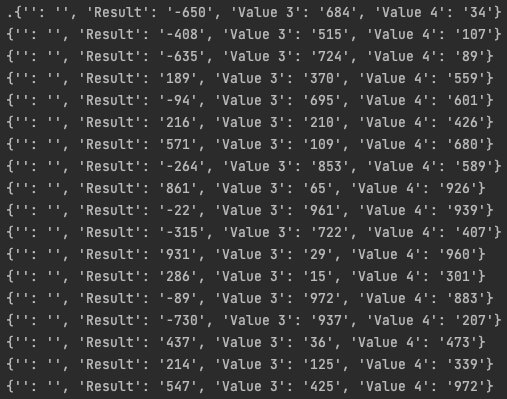 .{'': '', 'Result': '-650', 'Value 3': '684', 'Value 4': '34'}
{'': '', 'Result': '-408', 'Value 3': '515', 'Value 4': '107'}
{'': '', 'Result': '-635', 'Value 3': '724', 'Value 4': '89'}
{'': '', 'Result': '189', 'Value 3': '370', 'Value 4': '559'}
{'': '', 'Result': '-94', 'Value 3': '695', 'Value 4': '601'}
{'': '', 'Result': '216', 'Value 3': '210', 'Value 4': '426'}
{'': '', 'Result': '571', 'Value 3': '109', 'Value 4': '680'}
{'': '', 'Result': '-264', 'Value 3': '853', 'Value 4': '589'}
{'': '', 'Result': '861', 'Value 3': '65', 'Value 4': '926'}
{'': '', 'Result': '-22', 'Value 3': '961', 'Value 4': '939'}
{'': '', 'Result': '-315', 'Value 3': '722', 'Value 4': '407'}
{'': '', 'Result': '931', 'Value 3': '29', 'Value 4': '960'}
{'': '', 'Result': '286', 'Value 3': '15', 'Value 4': '301'}
{'': '', 'Result': '-89', 'Value 3': '972', 'Value 4': '883'}
{'': '', 'Result': '-730', 'Value 3': '937', 'Value 4': '207'}
{'': '', 'Result': '437', 'Value 3': '36', 'Value 4': '473'}
{'': '', 'Result': '214', 'Value 3': '125', 'Value 4': '339'}
{'': '', 'Result': '547', 'Value 3': '425', 'Value 4': '972'}